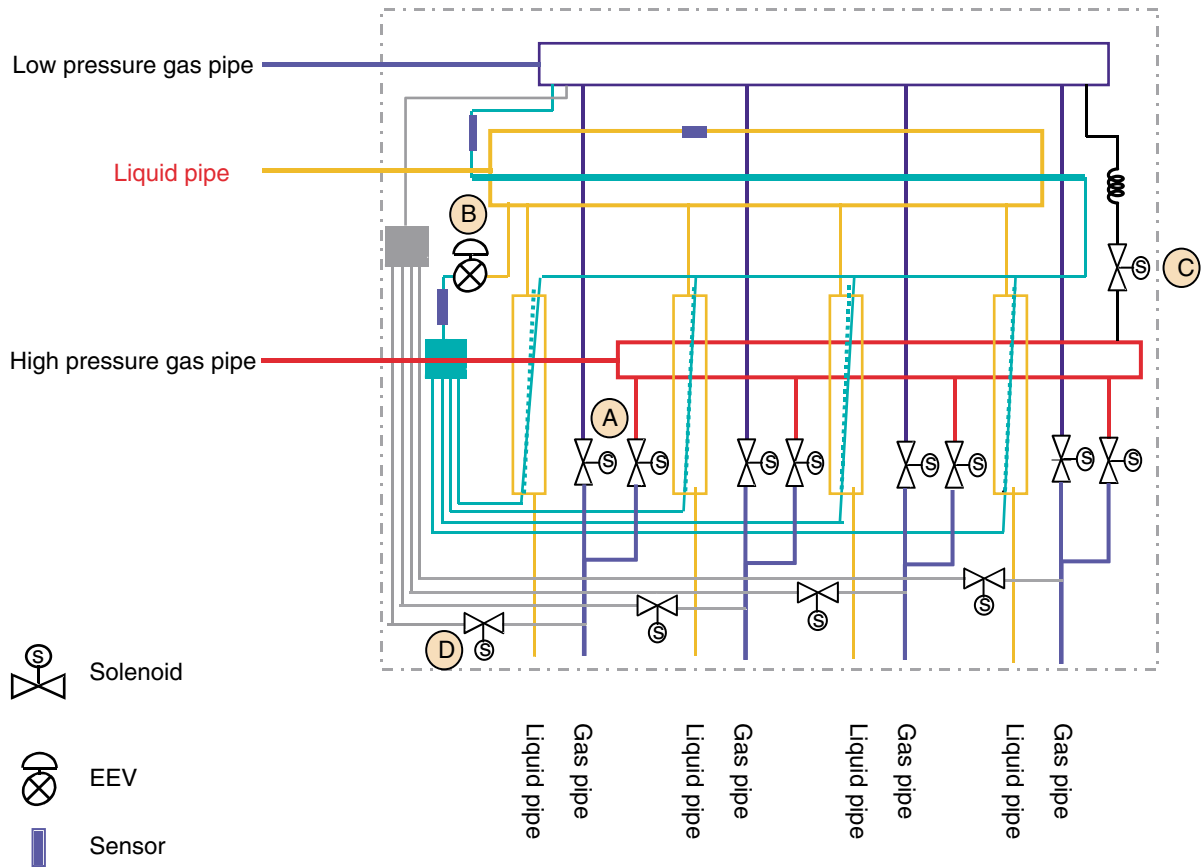 Low pressure gas pipe
Liquid pipe
B
S
C
High pressure gas pipe
A
S
S
S
S
S
S
S
S
S
S
S
D
S
S
Solenoid
EEV
Sensor
Liquid pipe
Gas pipe
Liquid pipe
Gas pipe
Liquid pipe
Gas pipe
Liquid pipe
Gas pipe